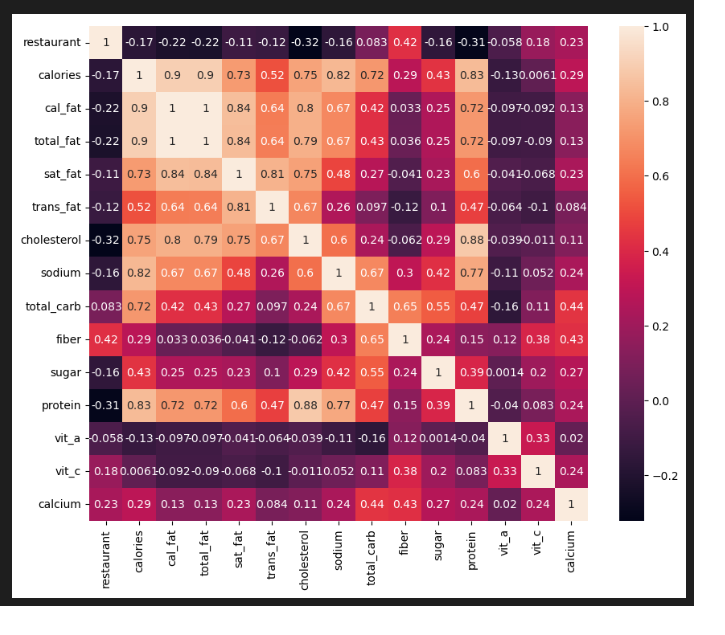 restaurant 1 -0.17 -0.22 -0.22 -0.11 -0.12 -0.32 -0.16 0.083 0.42 -0.16 -0.31 -0.058 0.18 0.23
calories -0.17 1 0.9 0.9 0.73 0.52 0.75 0.82 0.72 0.29 0.43 0.83 -0.13 0.0061 0.29
cal_fat -0.22 0.9 1 1 0.84 0.64 0.8 0.67 0.42 0.033 0.25 0.72 -0.097 -0.092 0.13
total_fat -0.22 0.9 1 1 0.84 0.64 0.79 0.67 0.43 0.036 0.25 0.72 -0.097 -0.09 0.13
sat_fat -0.11 0.73 0.84 0.84 1 0.81 0.75 0.48 0.27 -0.041 0.23 0.6 -0.041 -0.068 0.23
trans_fat -0.12 0.52 0.64 0.64 0.81 1 0.67 0.26 0.097 -0.12 0.1 0.47 -0.064 -0.1 0.084
cholesterol -0.32 0.75 0.8 0.79 0.75 0.67 1 0.6 0.24 -0.062 0.29 0.88 -0.039 -0.011 0.11
sodium -0.16 0.82 0.67 0.67 0.48 0.26 0.6 1 0.67 0.3 0.42 0.77 -0.11 0.052 0.24
total_carb 0.083 0.72 0.42 0.43 0.27 0.097 0.24 0.67 1 0.65 0.55 0.47 -0.16 0.11 0.44
fiber 0.42 0.29 0.033 0.036 -0.041 -0.12 -0.062 0.3 0.65 1 0.24 0.15 0.12 0.38 0.43
sugar -0.16 0.43 0.25 0.25 0.23 0.1 0.29 0.42 0.55 0.24 1 0.39 0.0014 0.2 0.27
protein -0.31 0.83 0.72 0.72 0.6 0.47 0.88 0.77 0.47 0.15 0.39 1 -0.04 0.083 0.24
vit_a -0.058 -0.13 -0.097 -0.097 -0.041 -0.064 -0.039 -0.11 -0.16 0.12 0.0014 -0.04 1 0.33 0.02
vit_c 0.18 0.0061 -0.092 -0.09 -0.068 -0.1 -0.011 0.052 0.11 0.38 0.2 0.083 0.33 1 0.24
calcium 0.23 0.29 0.13 0.13 0.23 0.084 0.11 0.24 0.44 0.43 0.27 0.24 0.02 0.24 1
restaurant
calories
cal_fat
total_fat
sat_fat
trans_fat
cholesterol
sodium
total_carb
fiber
sugar
protein
vit_a
vit_c
calcium
1.0
0.8
0.6
0.4
0.2
0.0
−0.2